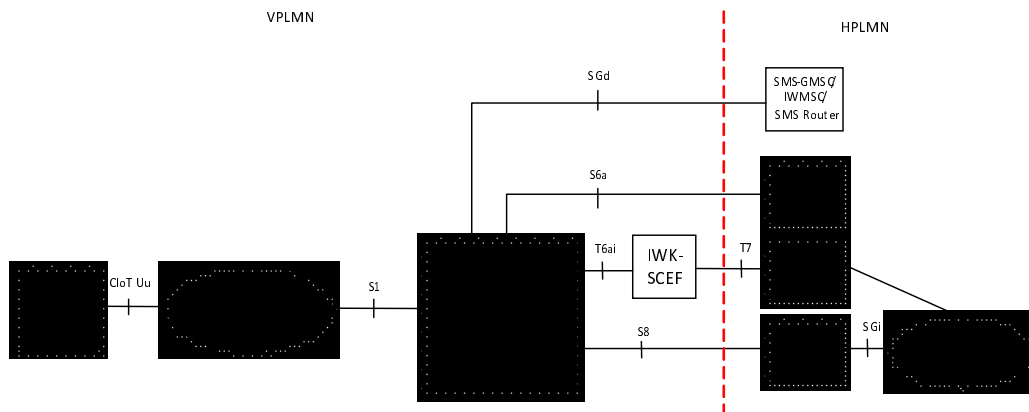 VPLMN
HPLMN
SGd
SMS-GMSC/
IWMSC/
SMS Router
S6a
T6ai
IWK-
SCEF
T7
CIoT Uu
S1
S8
SGi